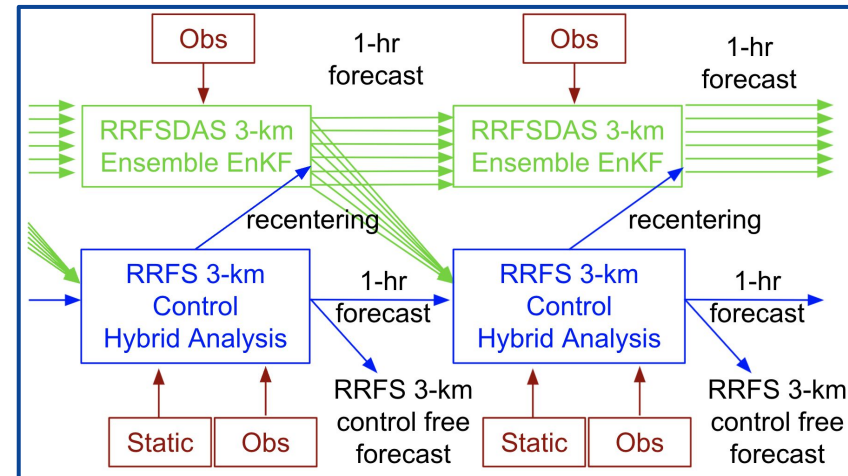 Obs
1-hr
forecast
Obs
1-hr
forecast
RRFSDAS 3-km
Ensemble EnKF
RRFSDAS 3-km
Ensemble EnKF
recentering
recentering
RRFS 3-km
Control
Hybrid Analysis
1-hr
forecast
RRFS 3-km
Control
Hybrid Analysis
1-hr
forecast
RRFS 3-km
control free
forecast
RRFS 3-km
control free
forecast
Static
Obs
Static
Obs